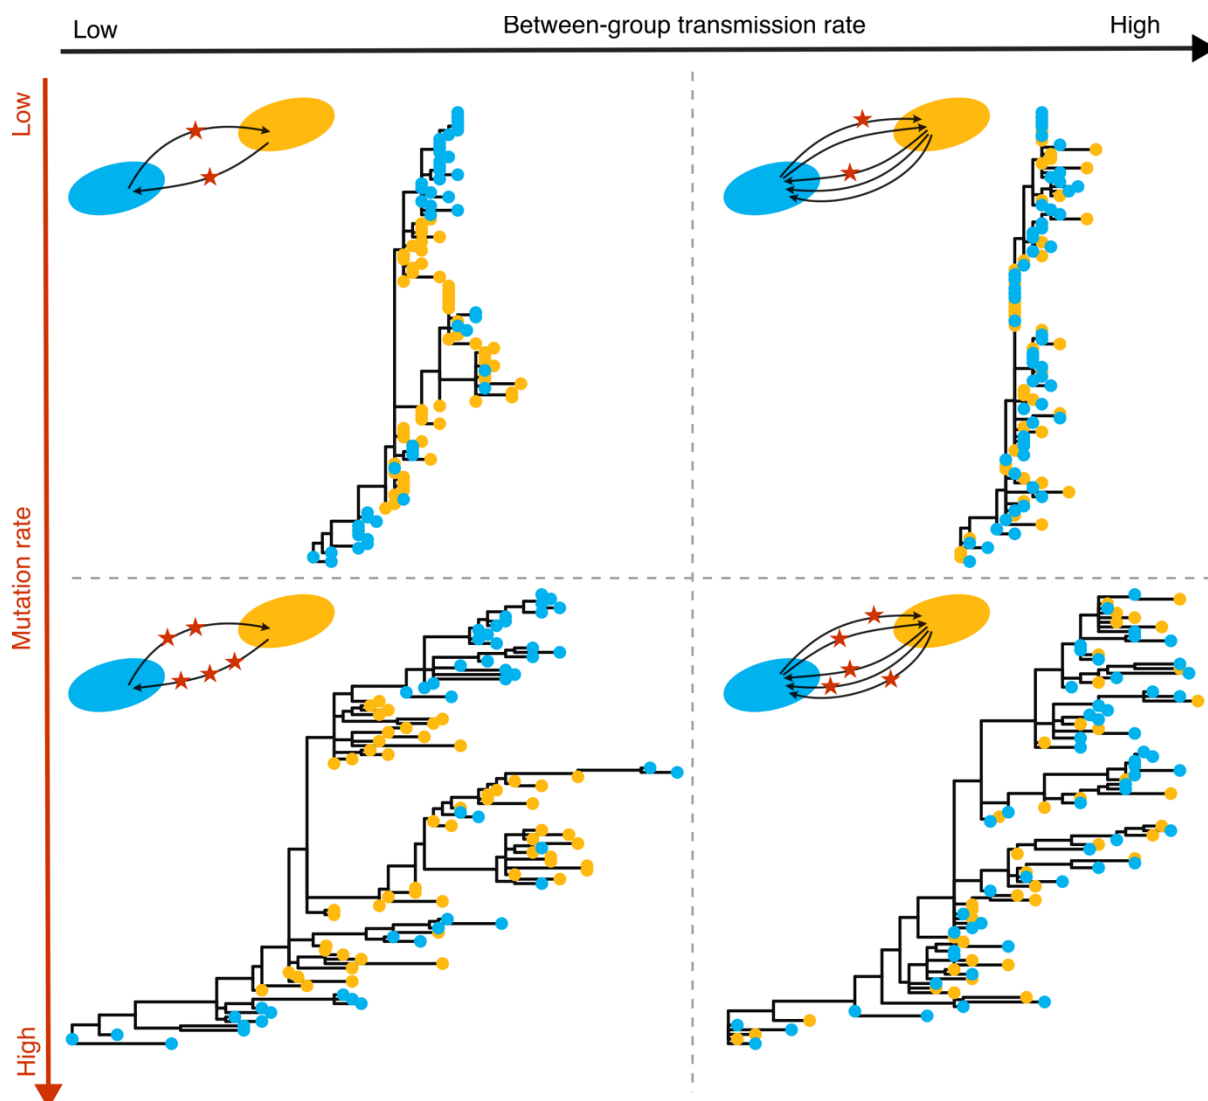 Low
Between-group transmission rate
High
Low
Mutation rate
High